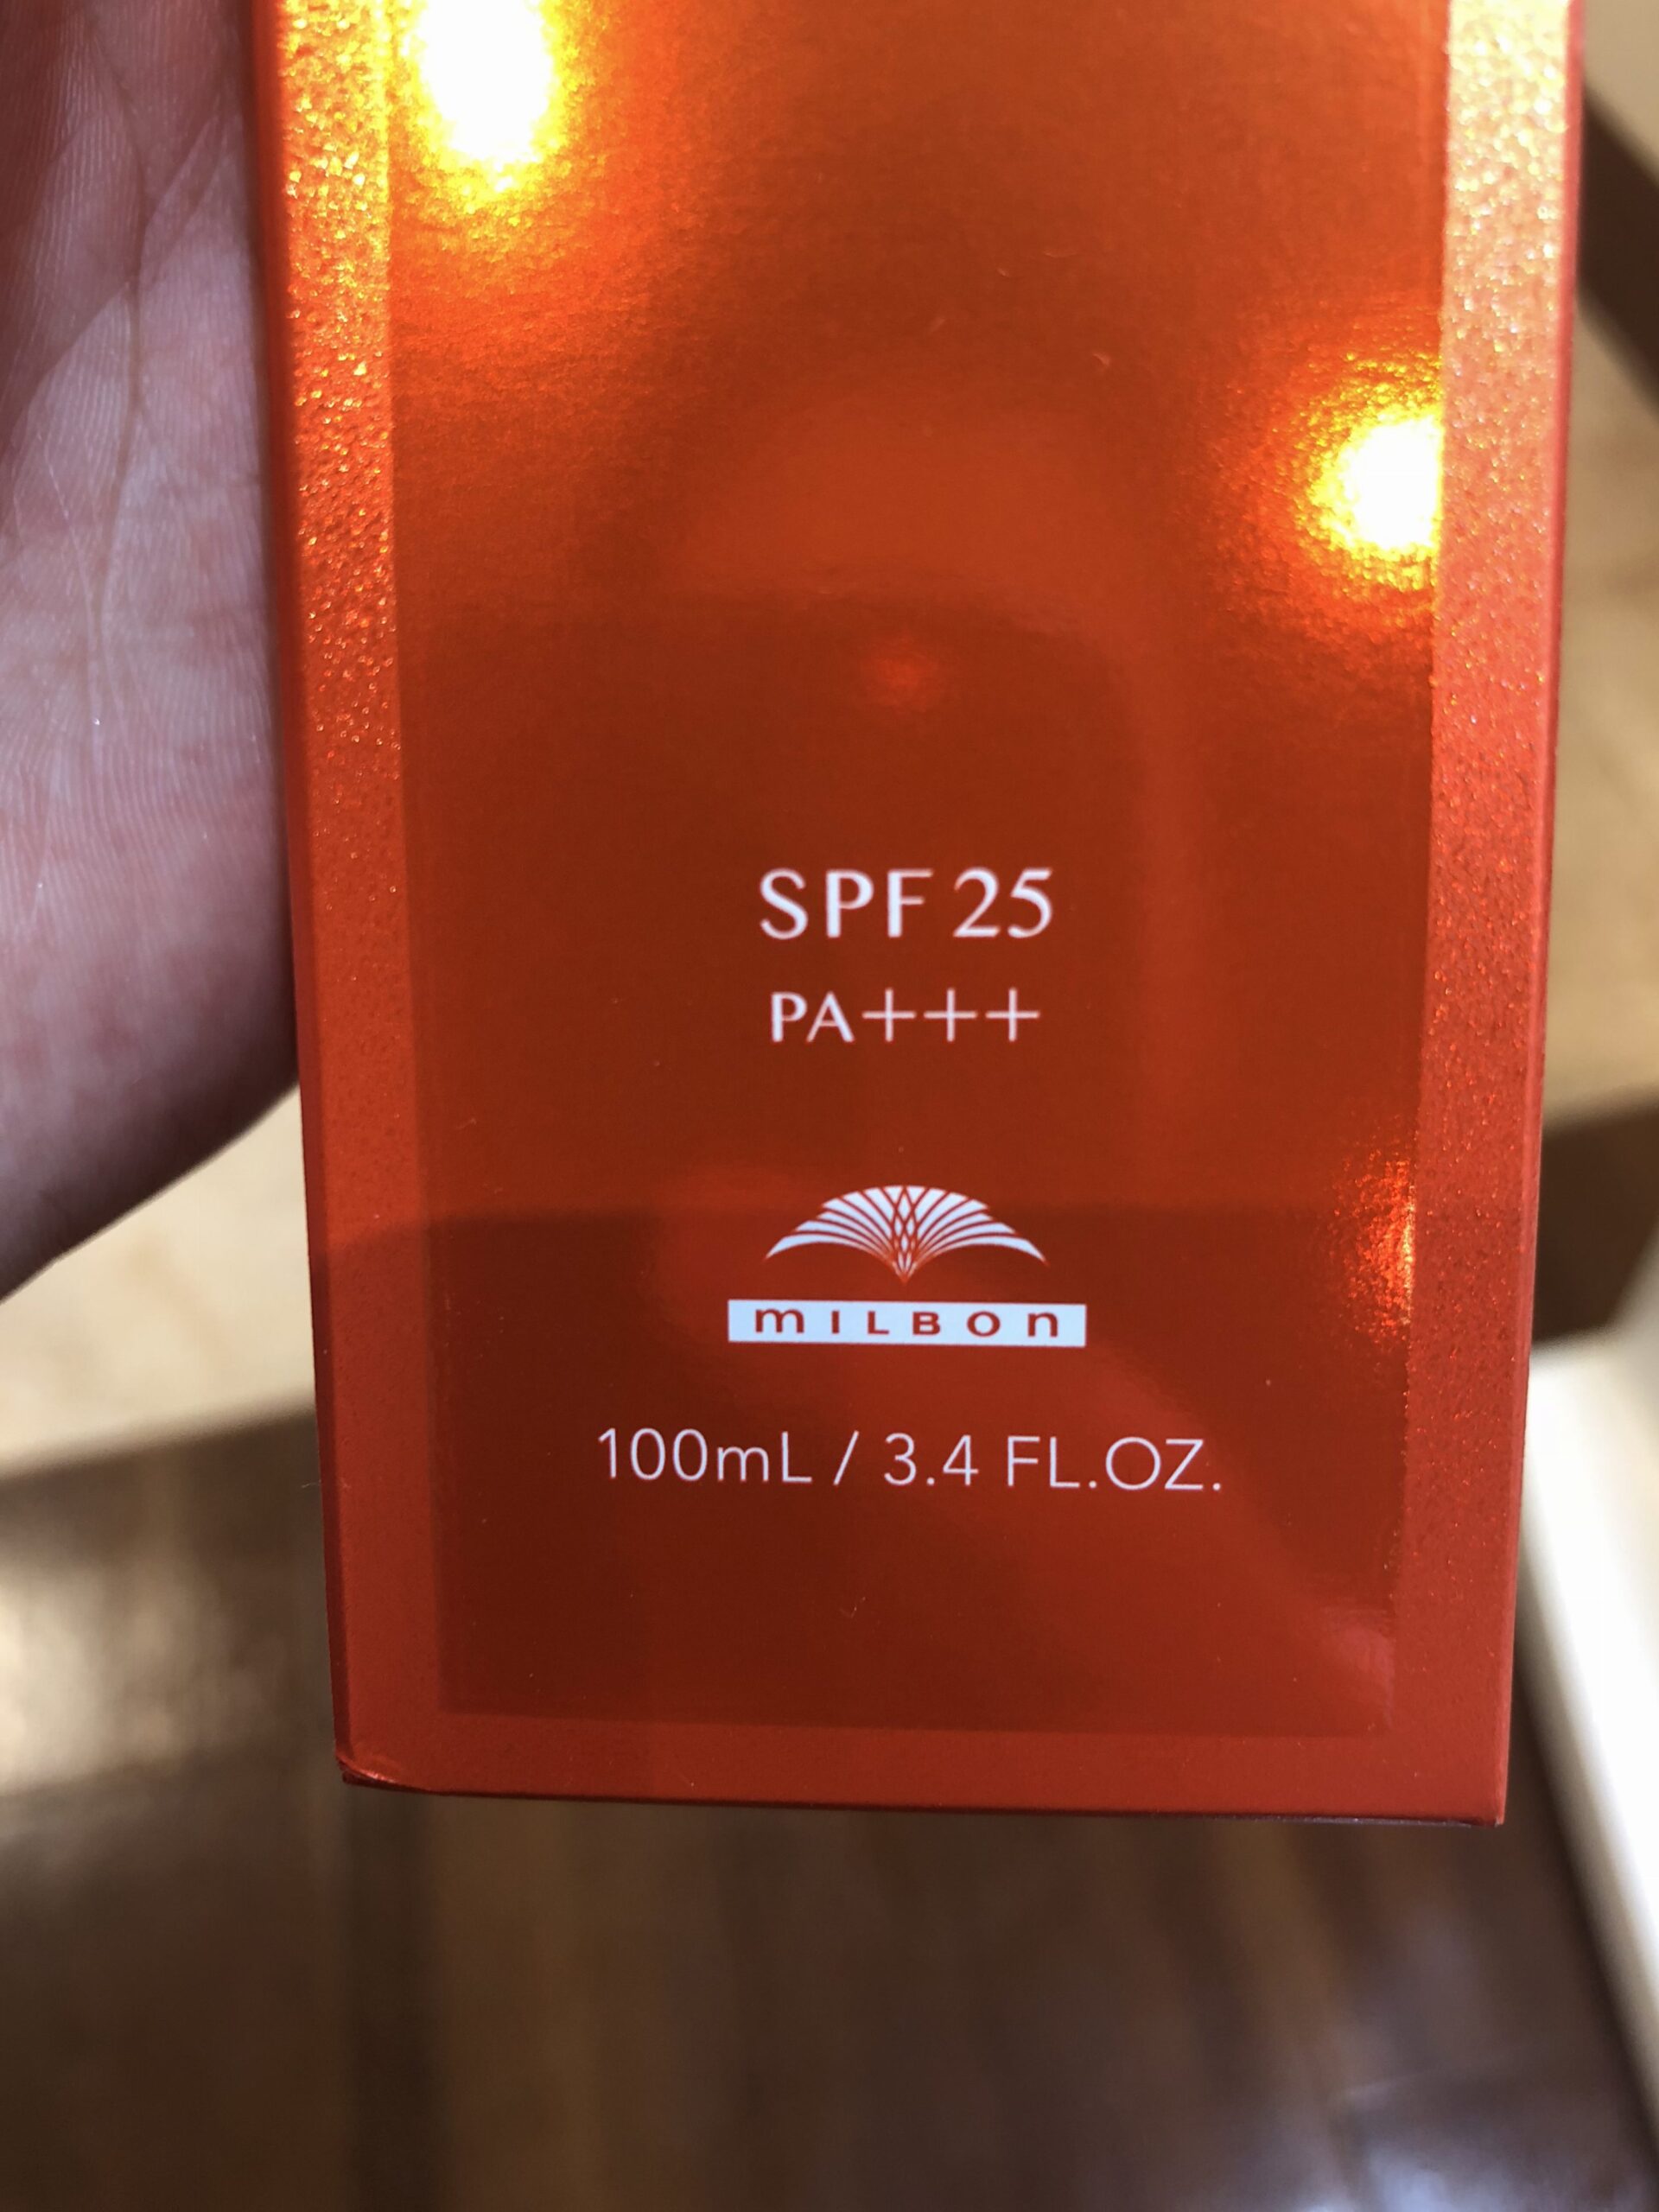 SPF 25
PA+++
mILBOn
100mL / 3.4 FL.OZ.